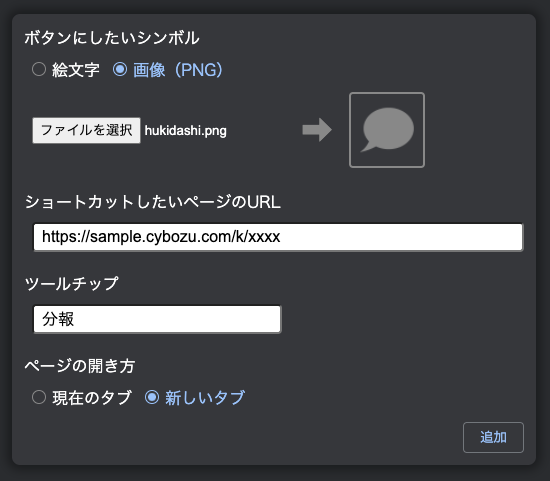 ボタンにしたいシンボル
絵文字 画像（PNG）
ファイルを選択 hukidashi.png
ショートカットしたいページのURL
https://sample.cybozu.com/k/xxxx
ツールチップ
分報
ページの開き方
現在のタブ 新しいタブ
追加